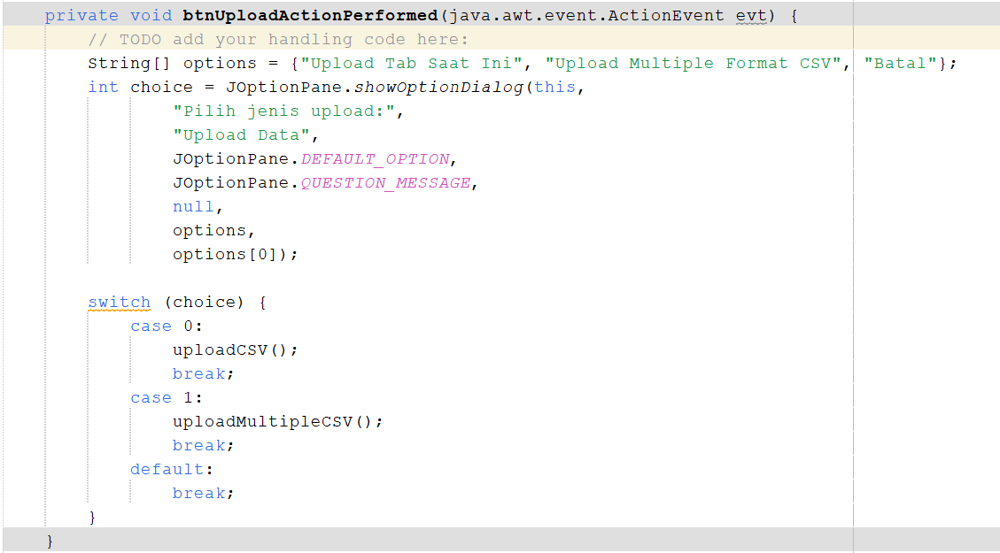 private void btnUploadActionPerformed(java.awt.event.ActionEvent evt) {
// TODO add your handling code here:
String[] options = {"Upload Tab Saat Ini", "Upload Multiple Format CSV", "Batal"};
int choice = JOptionPane.showOptionDialog(this,
"Pilih jenis upload:",
"Upload Data",
JOptionPane.DEFAULT_OPTION,
JOptionPane.QUESTION_MESSAGE,
null,
options,
options[0]);
switch (choice) {
case 0:
uploadCSV();
break;
case 1:
uploadMultipleCSV();
break;
default:
break;
}
}